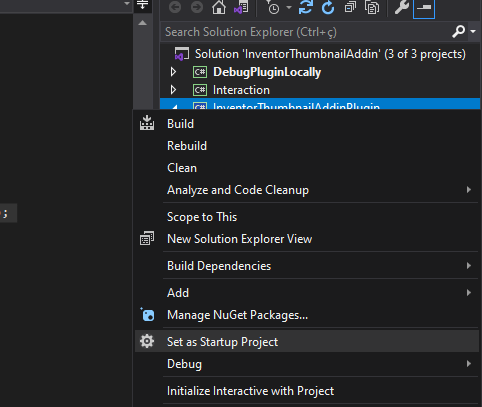 Search Solution Explorer (Ctrl+ç)
Solution 'InventorThumbnailAddin' (3 of 3 projects)
C# DebugPluginLocally
C# Interaction
C# InventorThumbnailAddinPlugin
Build
Rebuild
Clean
Analyze and Code Cleanup
;
Scope to This
New Solution Explorer View
Build Dependencies
Add
Manage NuGet Packages...
Set as Startup Project
Debug
Initialize Interactive with Project